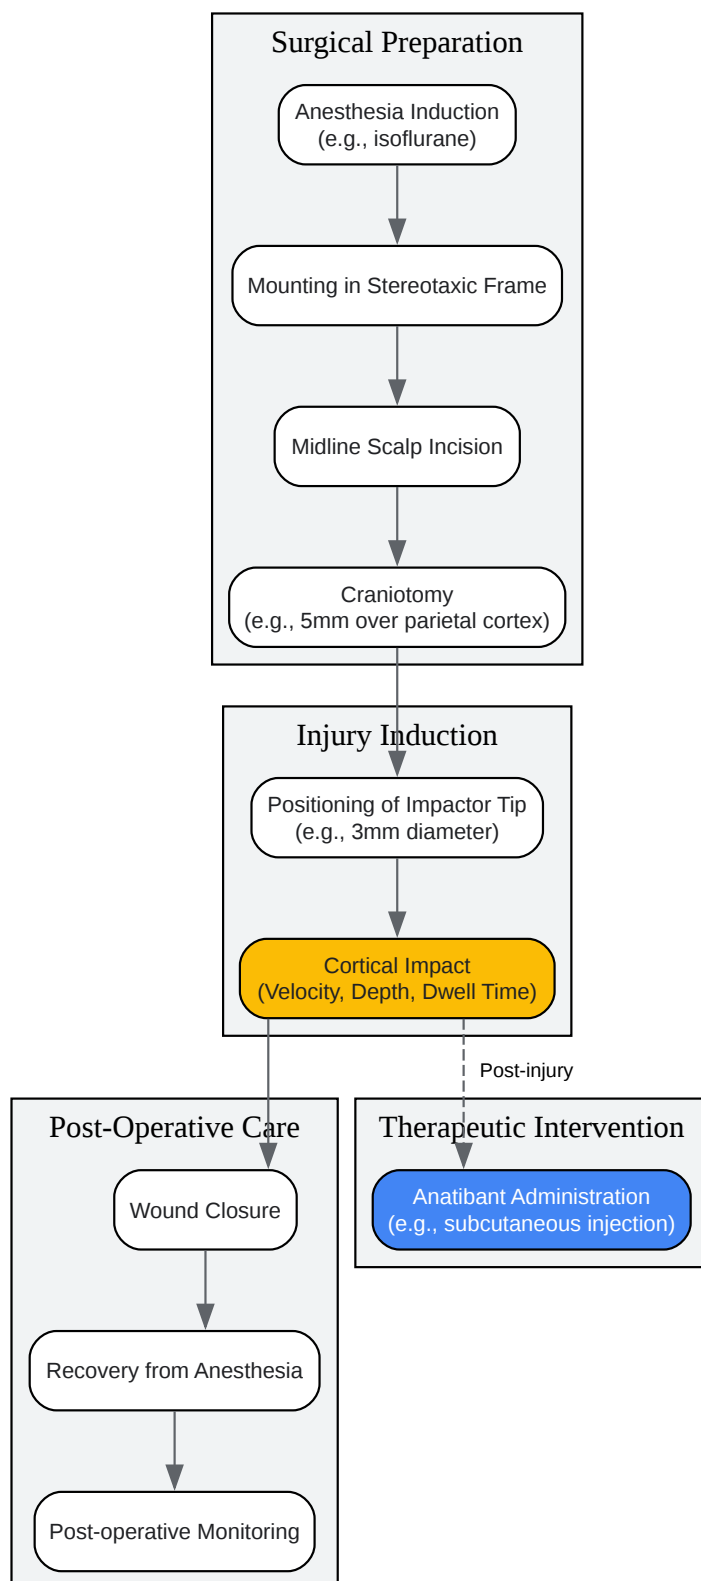 Surgical Preparation
Anesthesia Induction
(e.g., isoflurane)
Mounting in Stereotaxic Frame
Midline Scalp Incision
Craniotomy
(e.g., 5mm over parietal cortex)
Injury Induction
Positioning of Impactor Tip
(e.g., 3mm diameter)
Cortical Impact
(Velocity, Depth, Dwell Time)
Post-injury
Post-Operative Care
Wound Closure
Recovery from Anesthesia
Post-operative Monitoring
Therapeutic Intervention
Anatibant Administration
(e.g., subcutaneous injection)